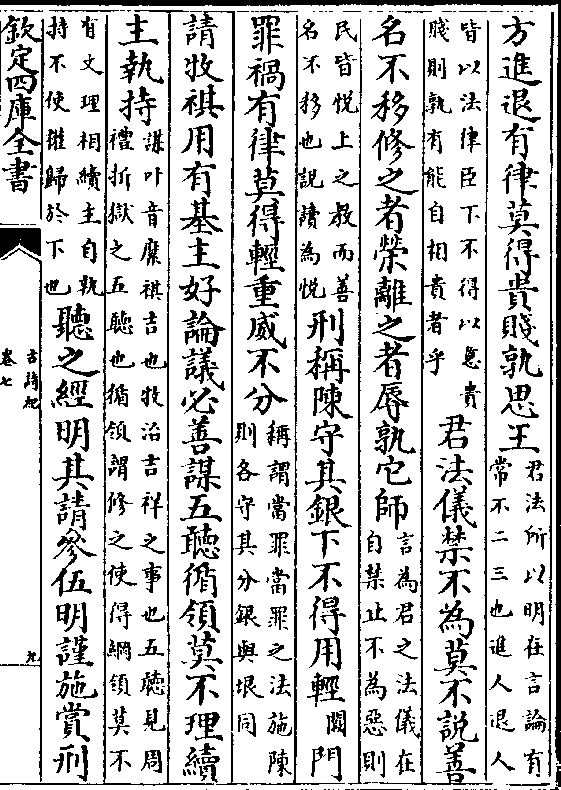 方進退有律莫得貴賤孰思王君法所以明在言論有常不二三也進人退人
皆以法律臣下不得以意貴賤則孰有能自相貴者乎君法儀禁不為莫不說善
名不移修之者榮離之者辱孰它師言為君之法儀在自禁止不為惡則
民皆悅上之教而善名不移也說讀為悅刑稱陳守其銀下不得用輕闕門
罪禍有律莫得輕重威不分稱謂當罪當罪之法施陳則各守其分銀與垠同
請牧祺用有基主好論議必善謀五聴循領莫不理續
主執持謀叶音糜祺吉也牧治吉祥之事也五聽見周禮折獄之五聽也循領謂修之使得綱領莫不
有文理相續主自執持不使權歸於下也聽之經明其請參伍明謹施賞刑
欽定四庫全書
古詩紀
卷七
九